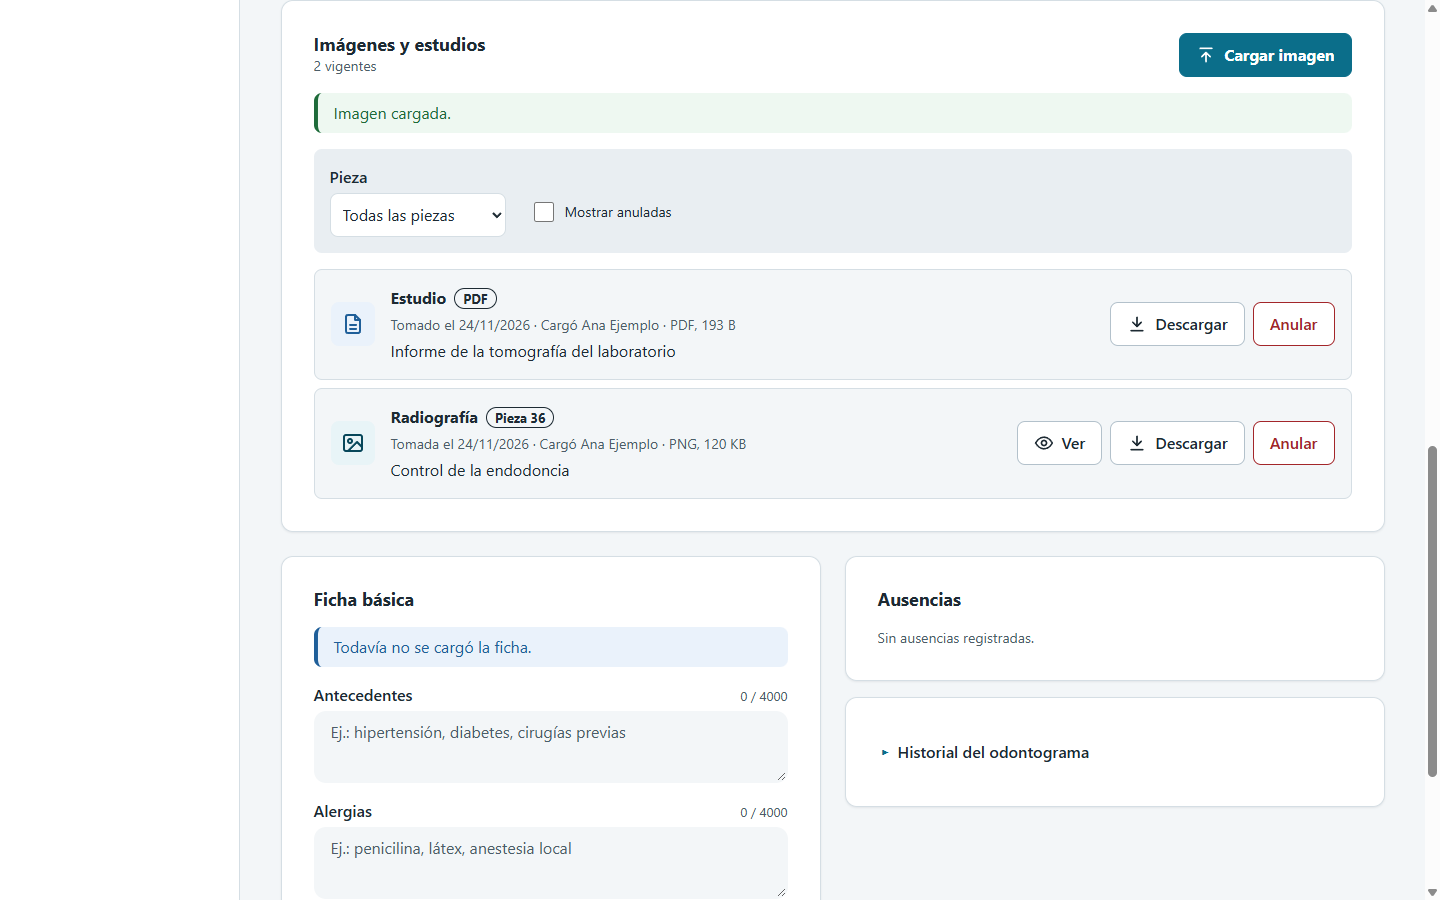 Imágenes y estudios
2 vigentes
Cargar imagen
Imagen cargada.
Pieza
Todas las piezas
Mostrar anuladas
Estudio PDF
Tomado el 24/11/2026 · Cargó Ana Ejemplo · PDF, 193 B
Informe de la tomografía del laboratorio
Descargar
Anular
Radiografía Pieza 36
Tomada el 24/11/2026 · Cargó Ana Ejemplo · PNG, 120 KB
Control de la endodoncia
Ver
Descargar
Anular
Ficha básica
Todavía no se cargó la ficha.
Antecedentes 0 / 4000
Ej.: hipertensión, diabetes, cirugías previas
Alergias 0 / 4000
Ej.: penicilina, látex, anestesia local
Ausencias
Sin ausencias registradas.
Historial del odontograma